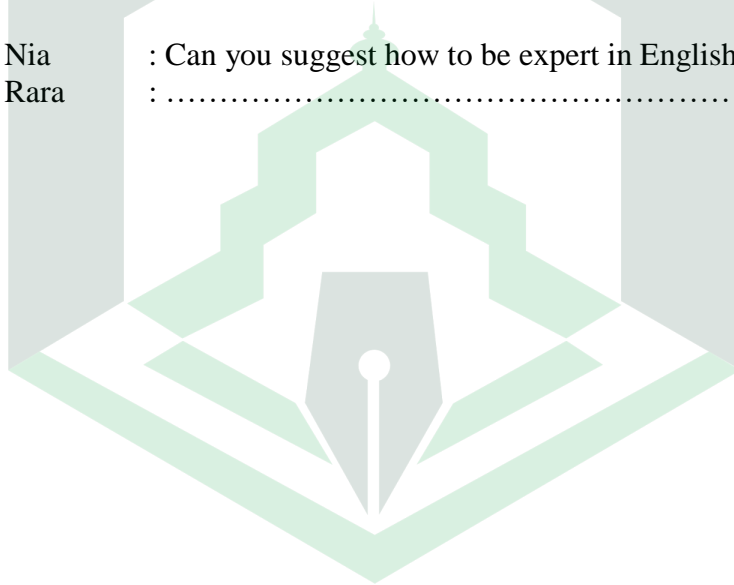 Nia : Can you suggest how to be expert in English
Rara : ……………………………………………